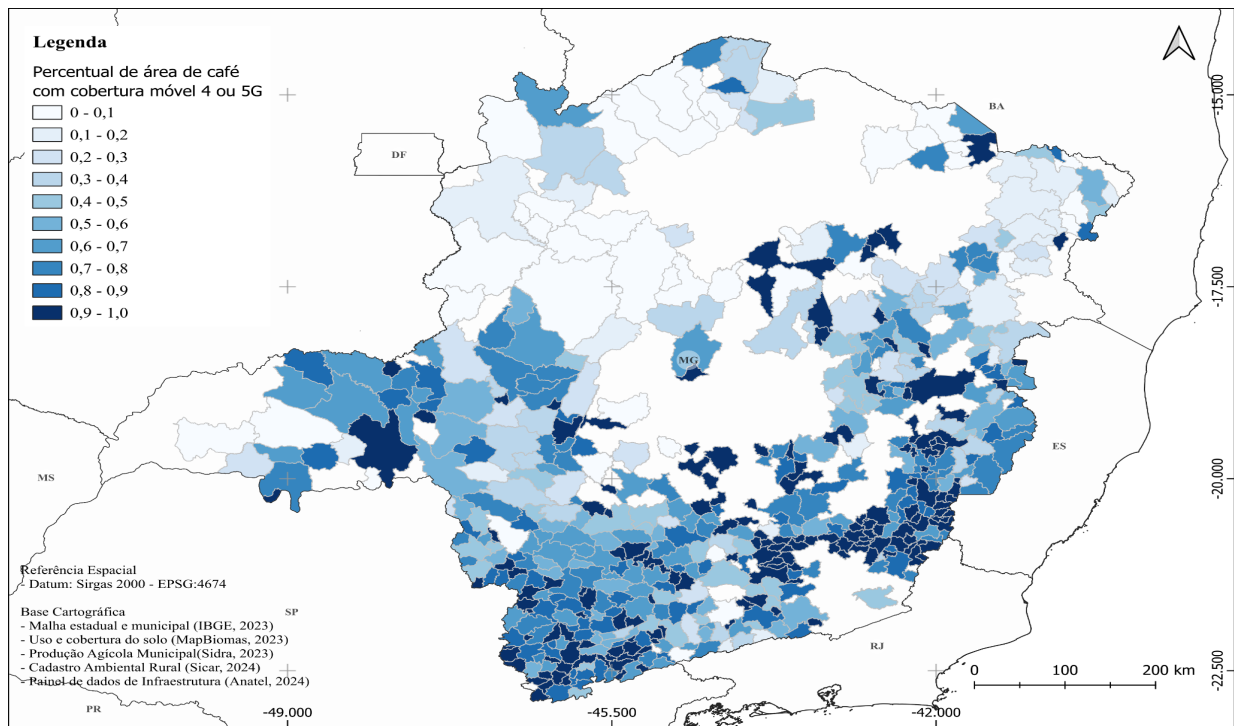 Legenda
Percentual de área de café
com cobertura móvel 4 ou 5G
0 - 0,1
0,1 - 0,2
0,2 - 0,3
0,3 - 0,4
0,4 - 0,5
0,5 - 0,6
0,6 - 0,7
0,7 - 0,8
0,8 - 0,9
0,9 - 1,0
DF
BA
MG
ES
MS
SP
RJ
PR
-15.000
-17.500
-20.000
-22.500
Referência Espacial
- Datum: Sirgas 2000 - EPSG:4674
Base Cartográfica
- Malha estadual e municipal (IBGE, 2023)
- Uso e cobertura do solo (MapBiomas, 2023)
- Produção Agícola Municipal(Sidra, 2023)
- Cadastro Ambiental Rural (Sicar, 2024)
- Painel de dados de Infraestrutura (Anatel, 2024)
0 100 200 km
-49.000 -45.500 -42.000